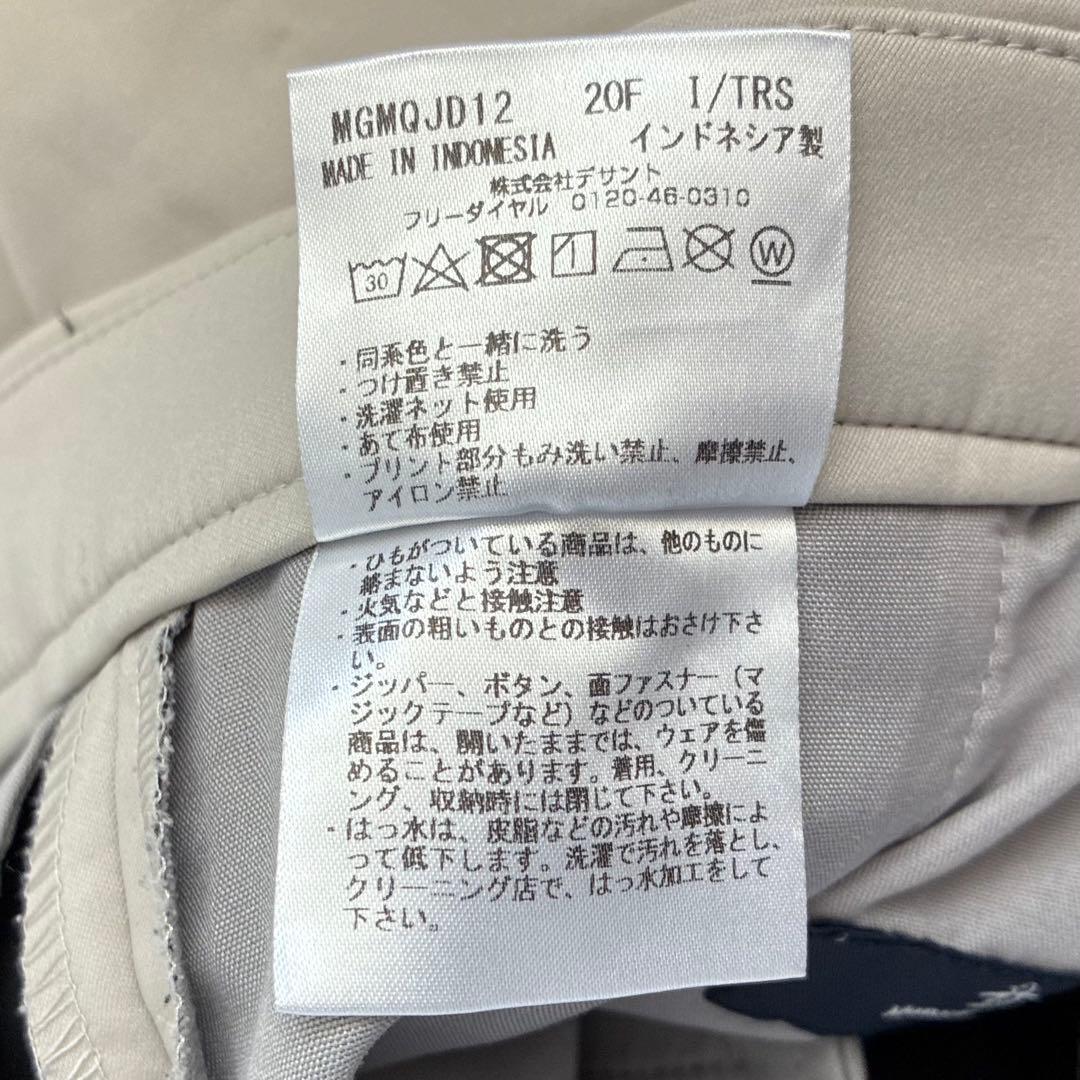 MGMQJD12 20F I/TRS
MADE IN INDONESIA インドネシア製
株式会社デサント
フリーダイヤル 0120-46-0310
30 W
・同系色と一緒に洗う
・つけ置き禁止
・洗濯ネット使用
・あて布使用
・プリント部分もみ洗い禁止、摩擦禁止、
アイロン禁止
・ひもがついている商品は、他のものに
絡まないよう注意
・火気などと接触注意
・表面の粗いものとの接触はおさけ下さ
い。
・ジッパー、ボタン、面ファスナー（マ
ジックテープなど）などのついている
商品は、開いたままでは、ウェアを傷
めることがあります。着用、クリーニ
ング、収納時には閉じて下さい。
・はっ水は、皮脂などの汚れや摩擦によ
って低下します。洗濯で汚れを落とし、
クリーニング店で、はっ水加工をして
下さい。